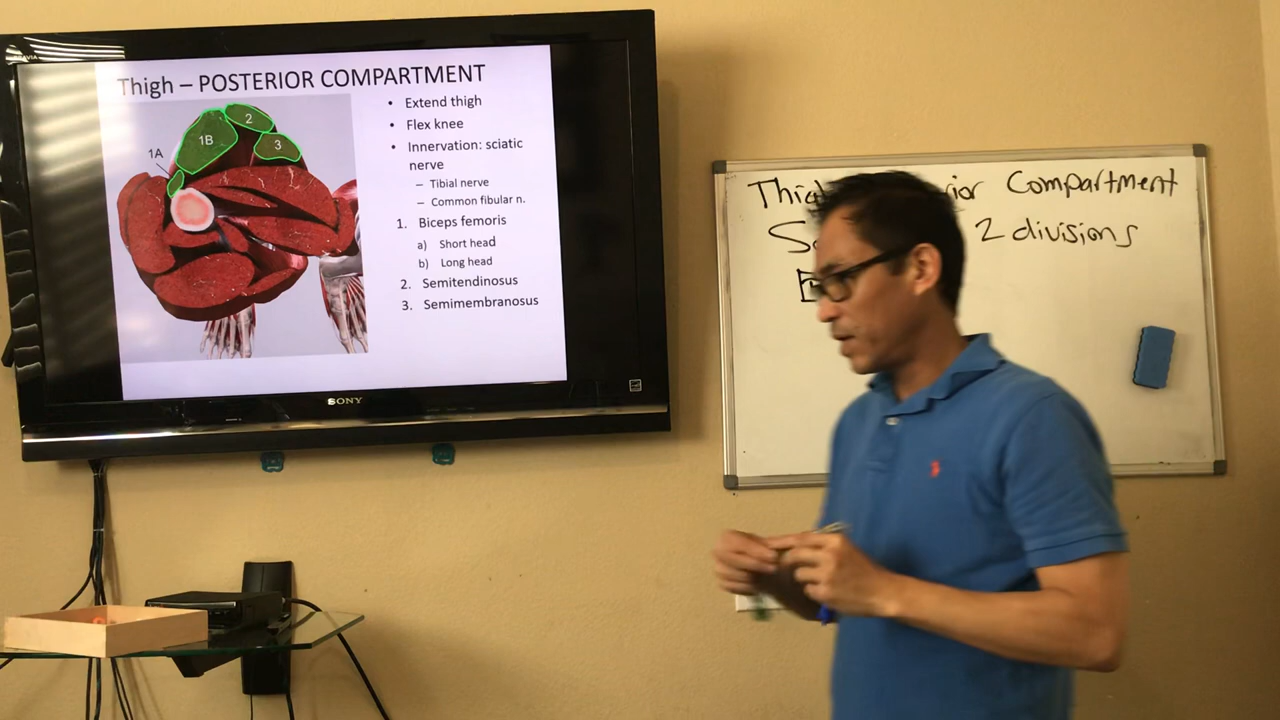 Thigh – POSTERIOR COMPARTMENT
1A
1B
2
3
• Extend thigh
• Flex knee
• Innervation: sciatic
nerve
– Tibial nerve
– Common fibular n.
1. Biceps femoris
a) Short head
b) Long head
2. Semitendinosus
3. Semimembranosus
SONY
Compartment
2 divisions